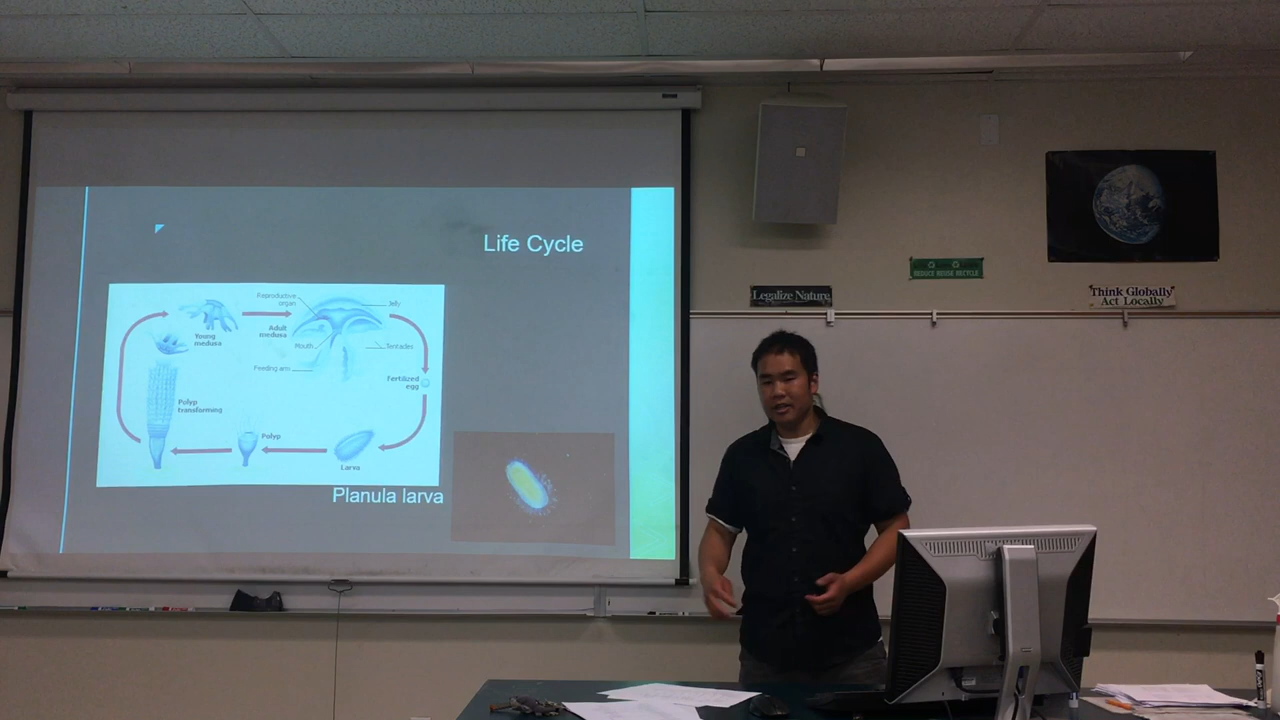 Life Cycle
Reproductive
organ
Jelly
Young
medusa
Adult
medusa
Mouth
Tentacles
Feeding arm
Fertilized
egg
Polyp
transforming
Polyp
Larva
Planula larva
Legalize Nature
REDUCE REUSE RECYCLE
Think Globally
Act Locally